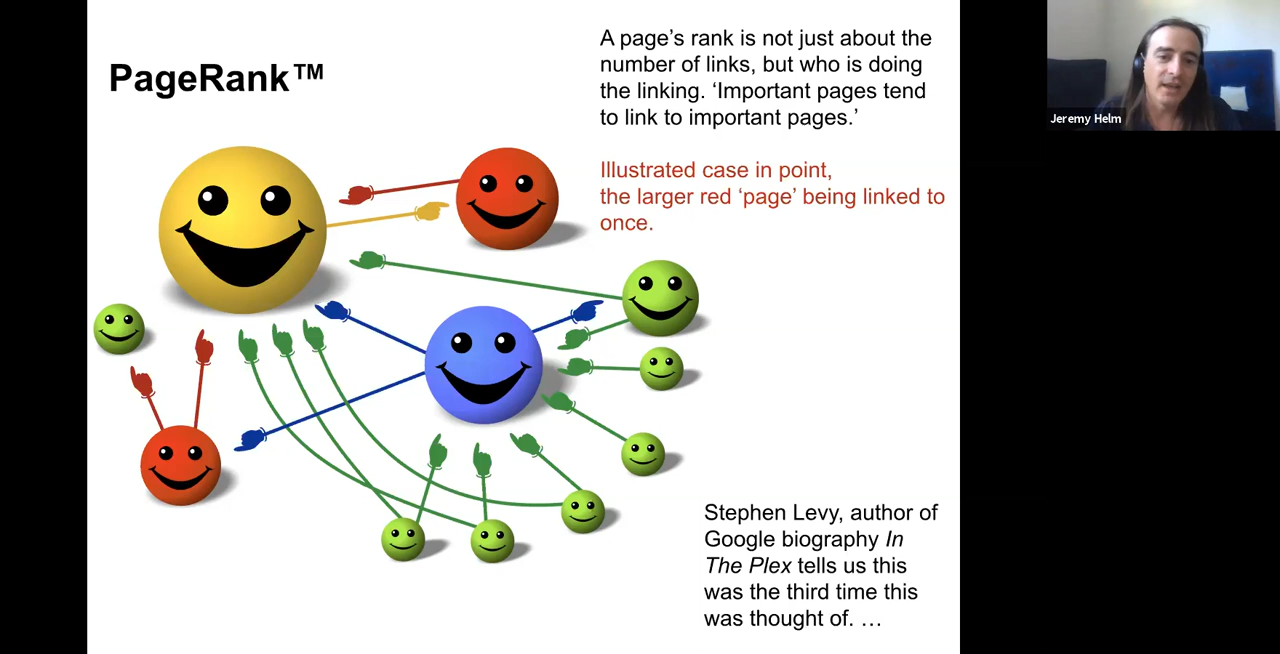 PageRank™
A page’s rank is not just about the
number of links, but who is doing
the linking. ‘Important pages tend
to link to important pages.’
Illustrated case in point,
the larger red ‘page’ being linked to
once.
Stephen Levy, author of
Google biography In
The Plex tells us this
was the third time this
was thought of. …
Jeremy Helm